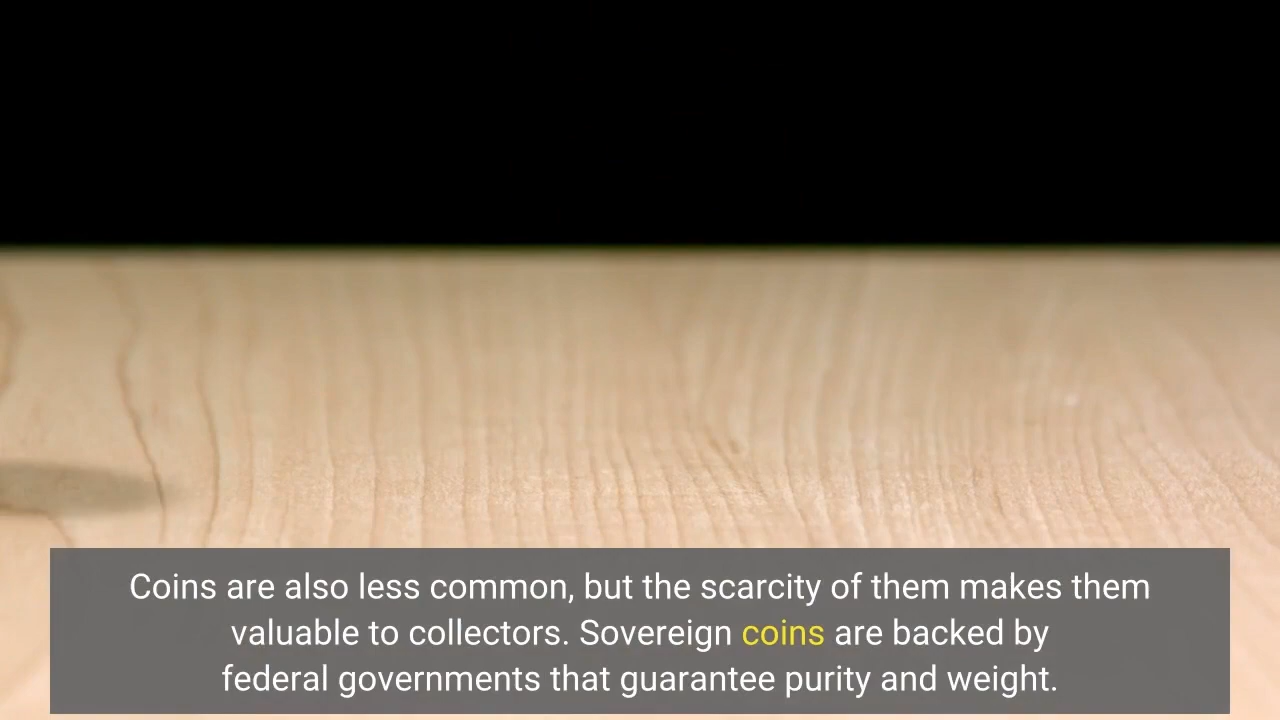 Coins are also less common, but the scarcity of them makes them
valuable to collectors. Sovereign coins are backed by
federal governments that guarantee purity and weight.